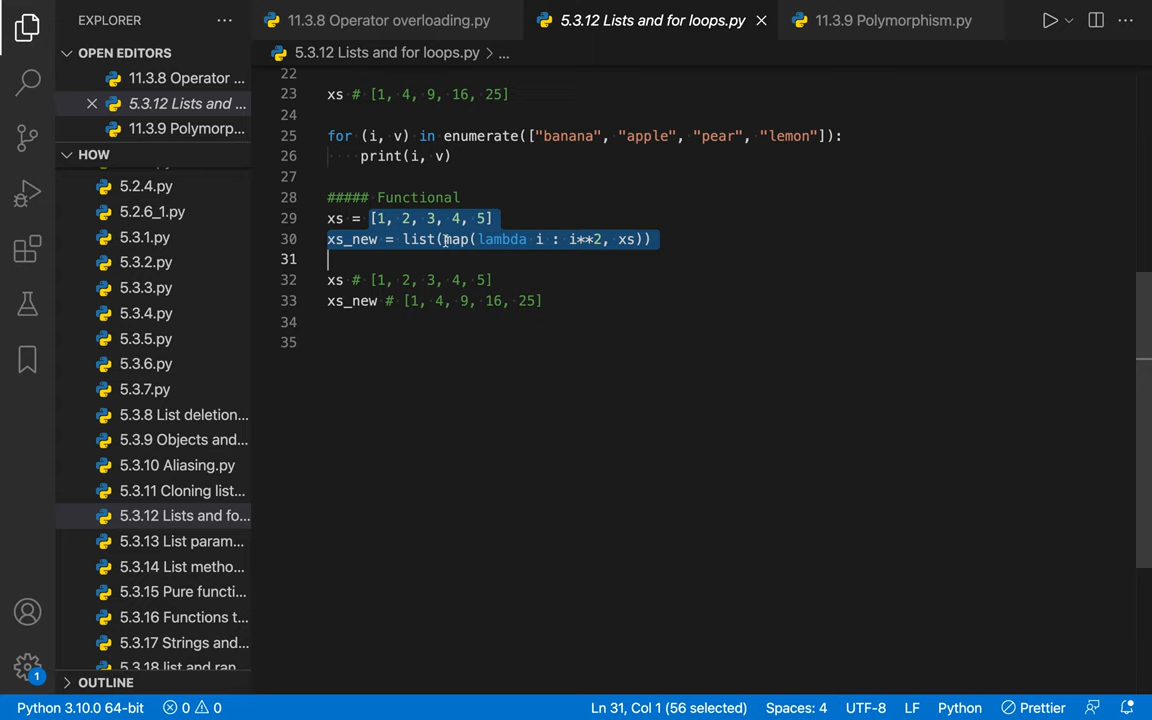 EXPLORER
11.3.8 Operator overloading.py
5.3.12 Lists and for loops.py
11.3.9 Polymorphism.py
OPEN EDITORS
11.3.8 Operator ...
5.3.12 Lists and ...
11.3.9 Polymorp...
HOW
5.2.4.py
5.2.6_1.py
5.3.1.py
5.3.2.py
5.3.3.py
5.3.4.py
5.3.5.py
5.3.6.py
5.3.7.py
5.3.8 List deletion...
5.3.9 Objects and...
5.3.10 Aliasing.py
5.3.11 Cloning list...
5.3.12 Lists and fo...
5.3.13 List param...
5.3.14 List metho...
5.3.15 Pure functi...
5.3.16 Functions t...
5.3.17 Strings and...
5.3.18 list and ran
OUTLINE
5.3.12 Lists and for loops.py > ...
22
23 xs # [1, 4, 9, 16, 25]
24
25 for (i, v) in enumerate(["banana", "apple", "pear", "lemon"]):
26 print(i, v)
27
28 ##### Functional
29 xs = [1, 2, 3, 4, 5]
30 xs_new = list(map(lambda i : i**2, xs))
31
32 xs # [1, 2, 3, 4, 5]
33 xs_new # [1, 4, 9, 16, 25]
34
35
1
Python 3.10.0 64-bit 0 0 Ln 31, Col 1 (56 selected) Spaces: 4 UTF-8 LF Python Prettier